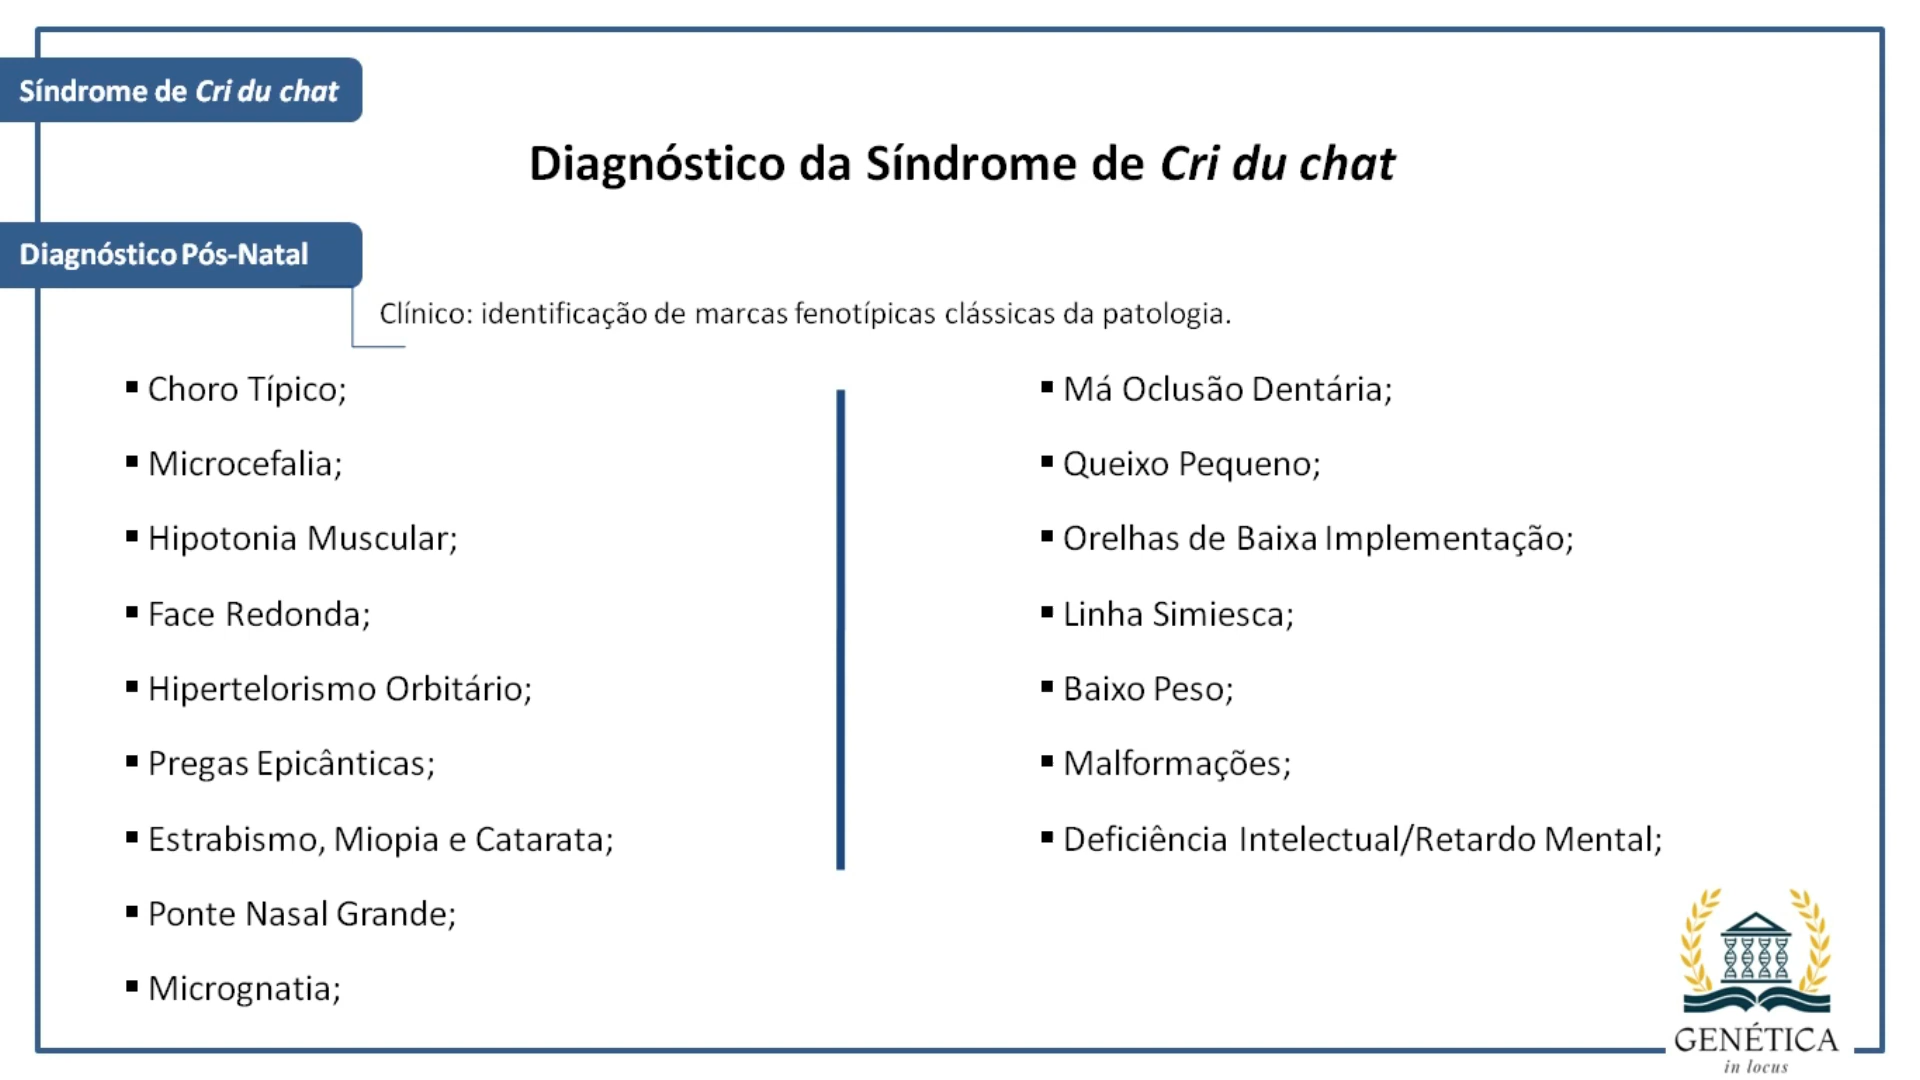 Síndrome de Cri du chat
Diagnóstico da Síndrome de Cri du chat
Diagnóstico Pós-Natal
Clínico: identificação de marcas fenotípicas clássicas da patologia.
▪ Choro Típico;
▪ Microcefalia;
▪ Hipotonia Muscular;
▪ Face Redonda;
▪ Hipertelorismo Orbitário;
▪ Pregas Epicânticas;
▪ Estrabismo, Miopia e Catarata;
▪ Ponte Nasal Grande;
▪ Micrognatia;
▪ Má Oclusão Dentária;
▪ Queixo Pequeno;
▪ Orelhas de Baixa Implementação;
▪ Linha Simiesca;
▪ Baixo Peso;
▪ Malformações;
▪ Deficiência Intelectual/Retardo Mental;
GENÉTICA
in locus